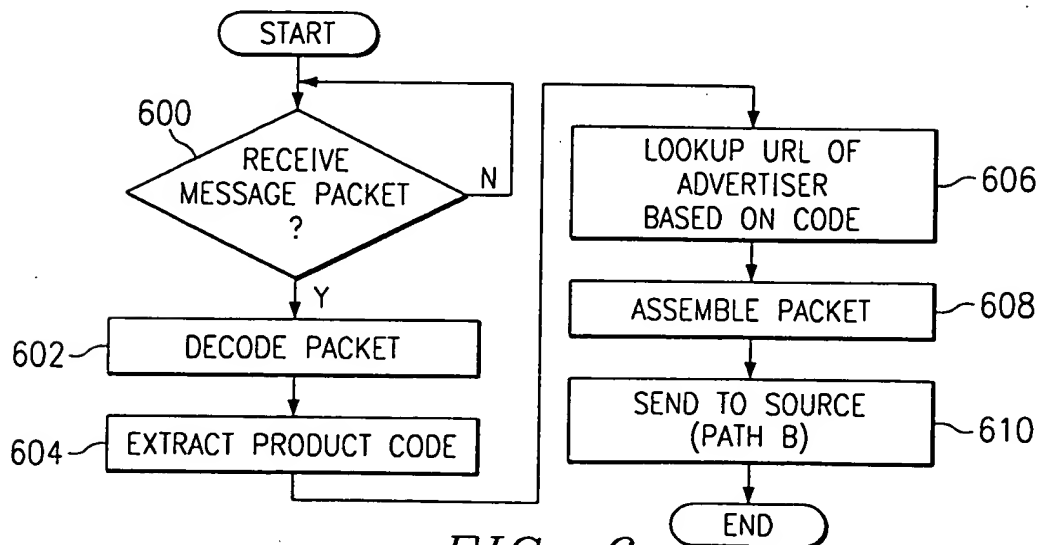 START
600
RECEIVE
MESSAGE PACKET
?
N
Y
602
DECODE PACKET
604
EXTRACT PRODUCT CODE
LOOKUP URL OF
ADVERTISER
BASED ON CODE
606
ASSEMBLE PACKET
608
SEND TO SOURCE
(PATH B)
610
END